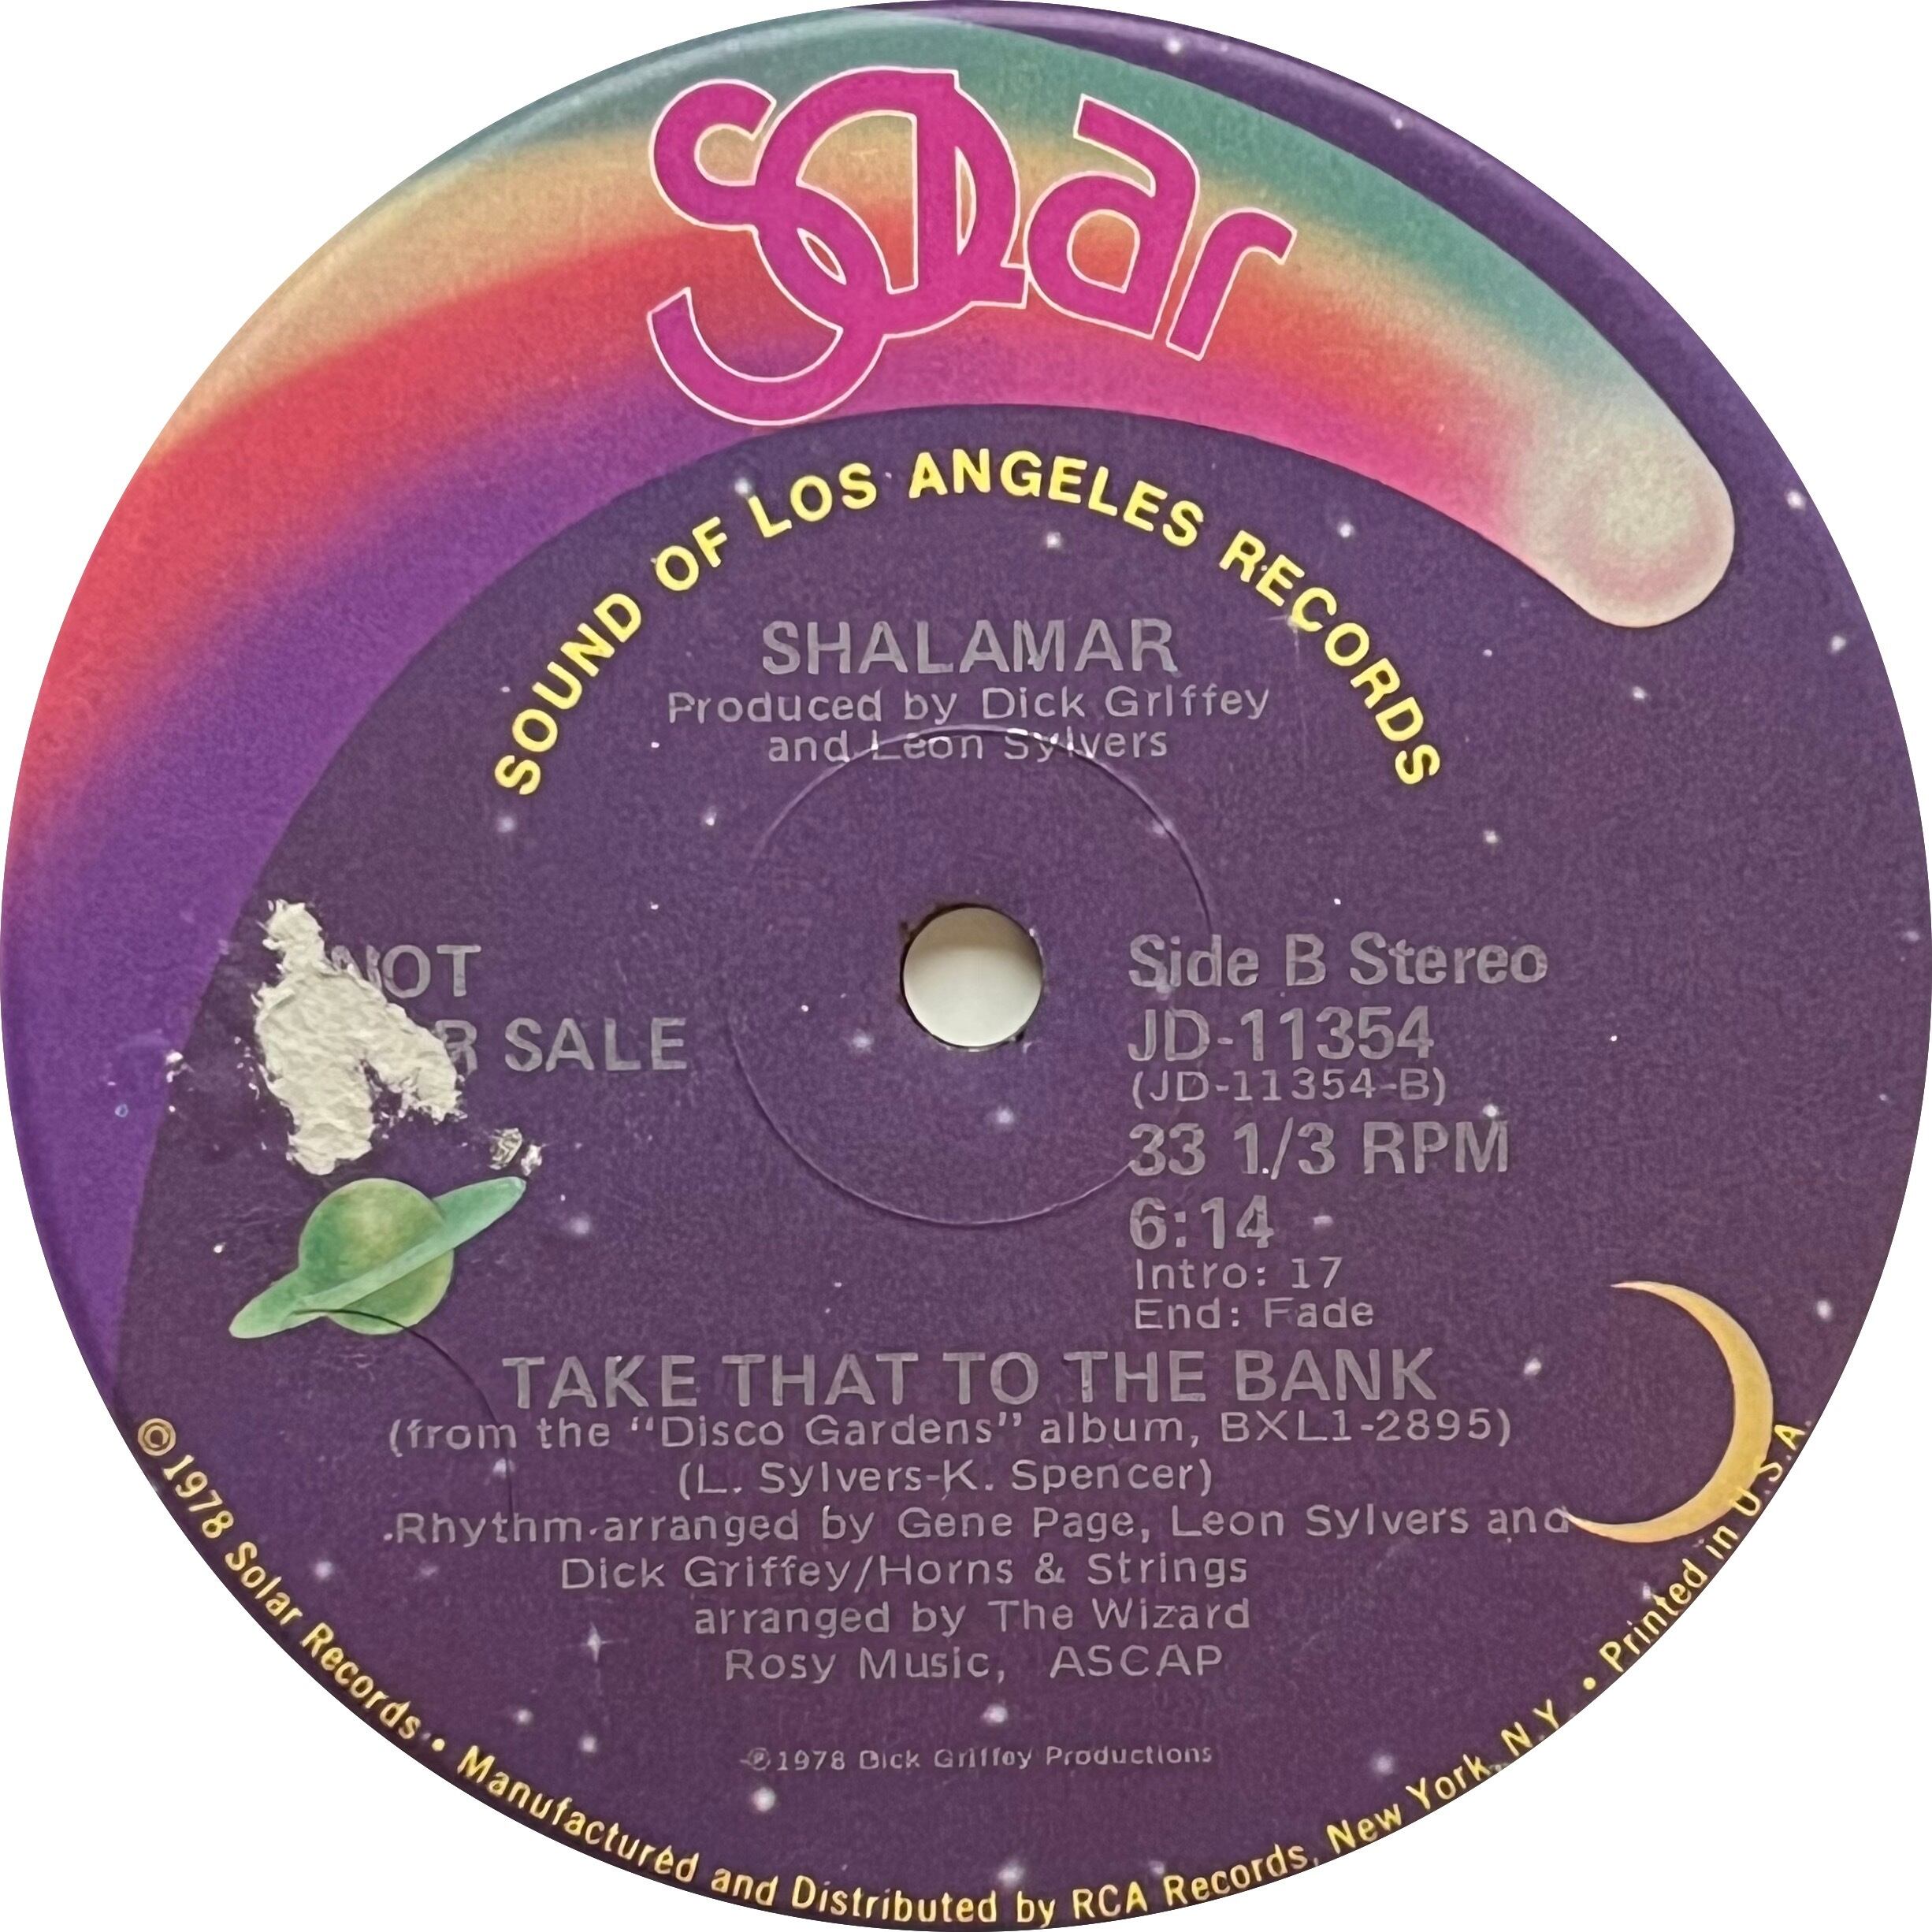 Solar
SOUND OF LOS ANGELES RECORDS
SHALAMAR
Produced by Dick Griffey
and Leon Sylvers
NOT
R SALE
Side B Stereo
JD-11354
(JD-11354-B)
33 1/3 RPM
6:14
Intro: 17
End: Fade
TAKE THAT TO THE BANK
(from the "Disco Gardens" album, BXL1-2895)
(L. Sylvers-K. Spencer)
Rhythm arranged by Gene Page, Leon Sylvers and
Dick Griffey/Horns & Strings
arranged by The Wizard
Rosy Music, ASCAP
℗1978 Dick Griffey Productions
©1978 Solar Records • Manufactured and Distributed by RCA Records, New York, N.Y. • Printed in U.S.A.